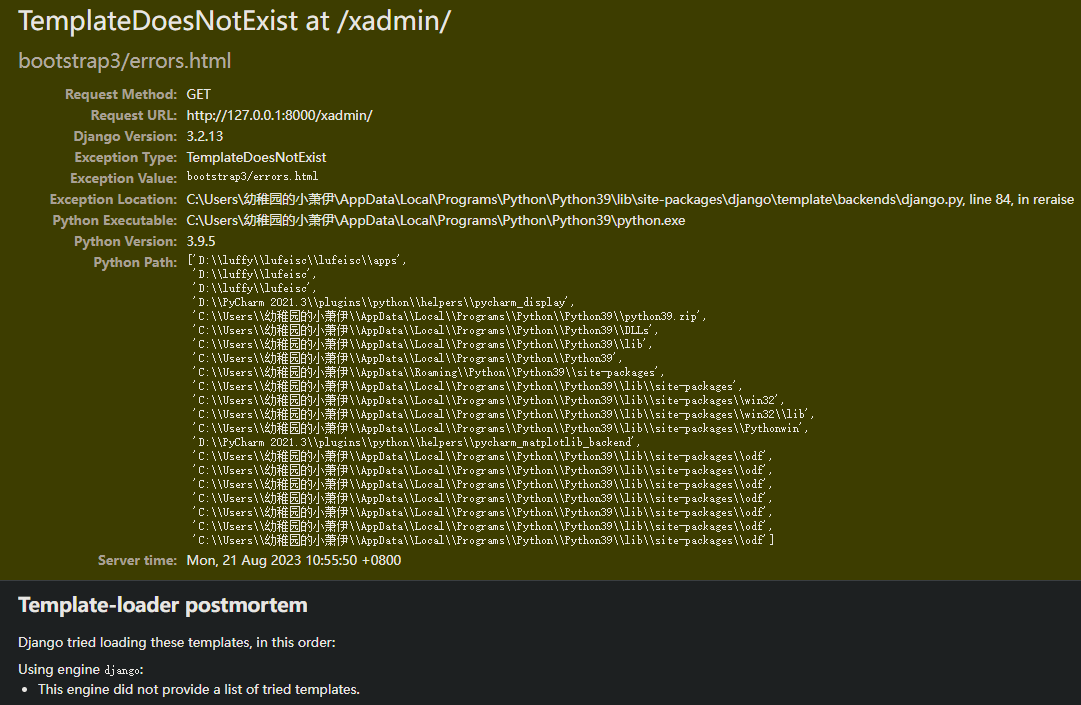 TemplateDoesNotExist at /xadmin/
bootstrap3/errors.html
Request Method: GET
Request URL: http://127.0.0.1:8000/xadmin/
Django Version: 3.2.13
Exception Type: TemplateDoesNotExist
Exception Value: bootstrap3/errors.html
Exception Location: C:\Users\幼稚园的小萧伊\AppData\Local\Programs\Python\Python39\lib\site-packages\django\template\backends\django.py, line 84, in reraise
Python Executable: C:\Users\幼稚园的小萧伊\AppData\Local\Programs\Python\Python39\python.exe
Python Version: 3.9.5
Python Path: ['D:\\luffy\\lufeisc\\lufeisc\\apps',
'D:\\luffy\\lufeisc',
'D:\\luffy\\lufeisc',
'D:\\PyCharm 2021.3\\plugins\\python\\helpers\\pycharm_display',
'C:\\Users\\幼稚园的小萧伊\\AppData\\Local\\Programs\\Python\\Python39\\python39.zip',
'C:\\Users\\幼稚园的小萧伊\\AppData\\Local\\Programs\\Python\\Python39\\DLLs',
'C:\\Users\\幼稚园的小萧伊\\AppData\\Local\\Programs\\Python\\Python39\\lib',
'C:\\Users\\幼稚园的小萧伊\\AppData\\Local\\Programs\\Python\\Python39',
'C:\\Users\\幼稚园的小萧伊\\AppData\\Roaming\\Python\\Python39\\site-packages',
'C:\\Users\\幼稚园的小萧伊\\AppData\\Local\\Programs\\Python\\Python39\\lib\\site-packages',
'C:\\Users\\幼稚园的小萧伊\\AppData\\Local\\Programs\\Python\\Python39\\lib\\site-packages\\win32',
'C:\\Users\\幼稚园的小萧伊\\AppData\\Local\\Programs\\Python\\Python39\\lib\\site-packages\\win32\\lib',
'C:\\Users\\幼稚园的小萧伊\\AppData\\Local\\Programs\\Python\\Python39\\lib\\site-packages\\Pythonwin',
'D:\\PyCharm 2021.3\\plugins\\python\\helpers\\pycharm_matplotlib_backend',
'C:\\Users\\幼稚园的小萧伊\\AppData\\Local\\Programs\\Python\\Python39\\lib\\site-packages\\odf',
'C:\\Users\\幼稚园的小萧伊\\AppData\\Local\\Programs\\Python\\Python39\\lib\\site-packages\\odf',
'C:\\Users\\幼稚园的小萧伊\\AppData\\Local\\Programs\\Python\\Python39\\lib\\site-packages\\odf',
'C:\\Users\\幼稚园的小萧伊\\AppData\\Local\\Programs\\Python\\Python39\\lib\\site-packages\\odf',
'C:\\Users\\幼稚园的小萧伊\\AppData\\Local\\Programs\\Python\\Python39\\lib\\site-packages\\odf',
'C:\\Users\\幼稚园的小萧伊\\AppData\\Local\\Programs\\Python\\Python39\\lib\\site-packages\\odf',
'C:\\Users\\幼稚园的小萧伊\\AppData\\Local\\Programs\\Python\\Python39\\lib\\site-packages\\odf']
Server time: Mon, 21 Aug 2023 10:55:50 +0800
Template-loader postmortem
Django tried loading these templates, in this order:
Using engine django:
• This engine did not provide a list of tried templates.